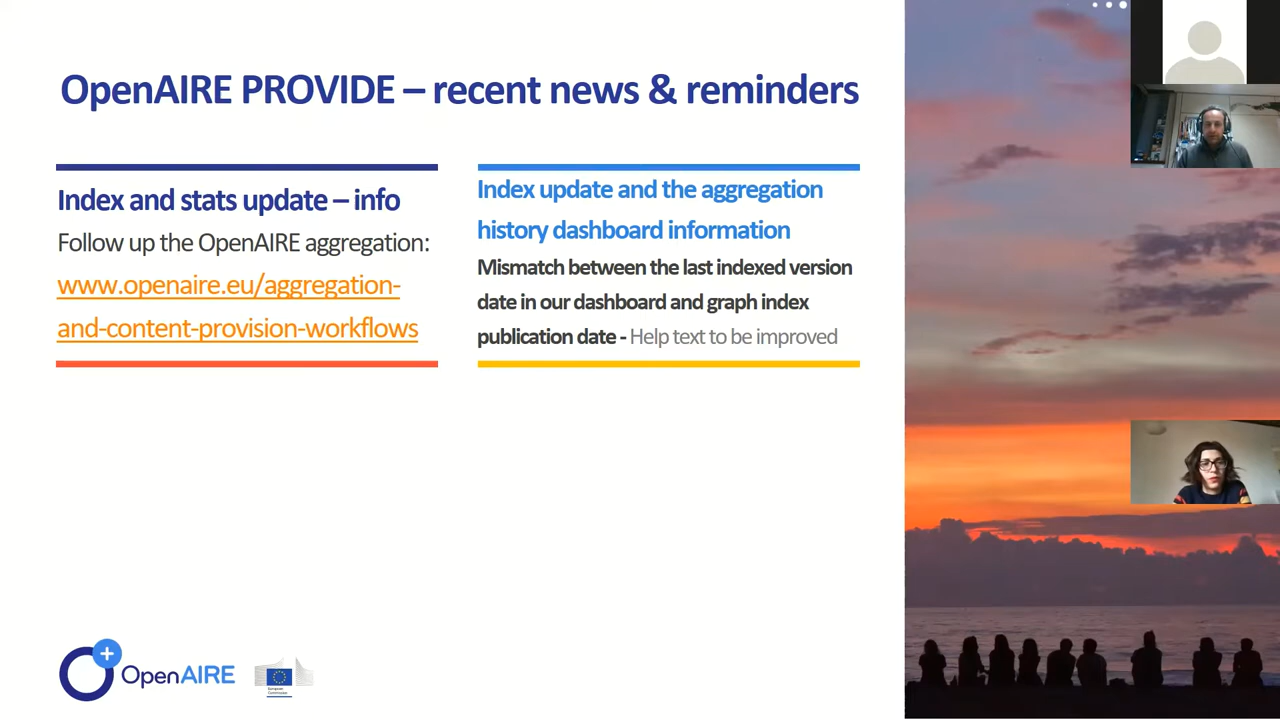 OpenAIRE PROVIDE – recent news & reminders
Index and stats update – info
Follow up the OpenAIRE aggregation:
www.openaire.eu/aggregation-
and-content-provision-workflows
Index update and the aggregation
history dashboard information
Mismatch between the last indexed version
date in our dashboard and graph index
publication date - Help text to be improved
OpenAIRE
European
Commission